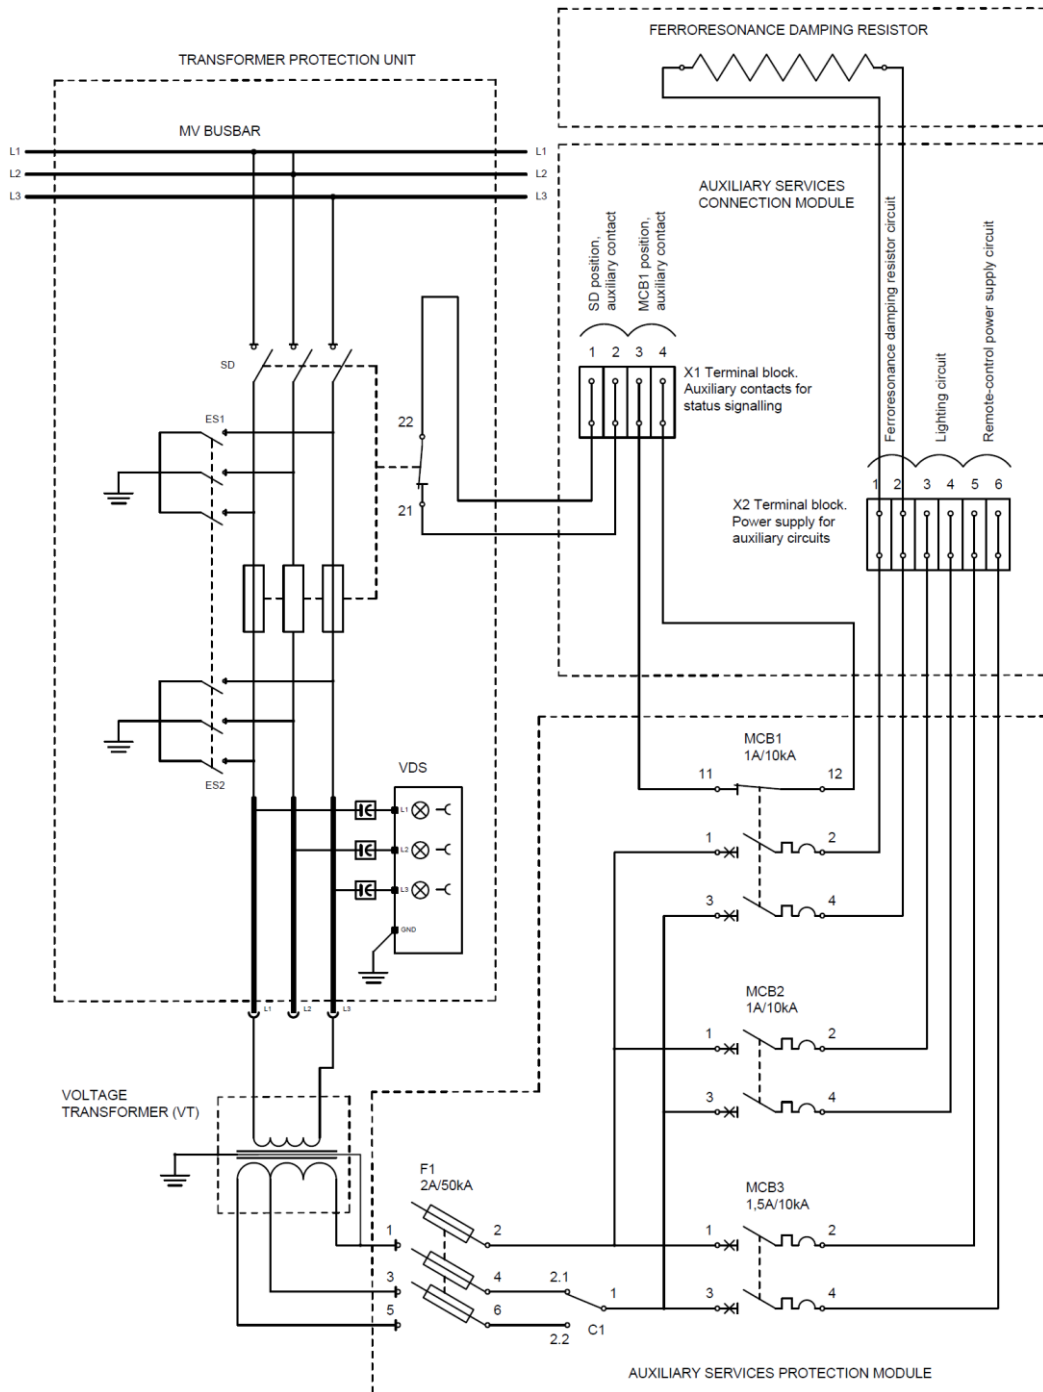 FERRORESONANCE DAMPING RESISTOR
TRANSFORMER PROTECTION UNIT
MV BUSBAR
L1 L1
L2 L2
L3 L3
AUXILIARY SERVICES
CONNECTION MODULE
SD position,
auxiliary contact
MCB1 position,
auxiliary contact
Ferroresonance damping resistor circuit
Lighting circuit
Remote-control power supply circuit
1 2 3 4
X1 Terminal block.
Auxiliary contacts for
status signalling
SD
ES1
22
21
1 2 3 4 5 6
X2 Terminal block.
Power supply for
auxiliary circuits
ES2
VDS
L1
L2
L3
GND
MCB1
1A/10kA
11 12
1 2
3 4
MCB2
1A/10kA
1 2
3 4
L1 L2 L3
VOLTAGE
TRANSFORMER (VT)
F1
2A/50kA
MCB3
1,5A/10kA
1 2
3 4
1 2
3 4
5 6
2.1
2.2
1
C1
AUXILIARY SERVICES PROTECTION MODULE